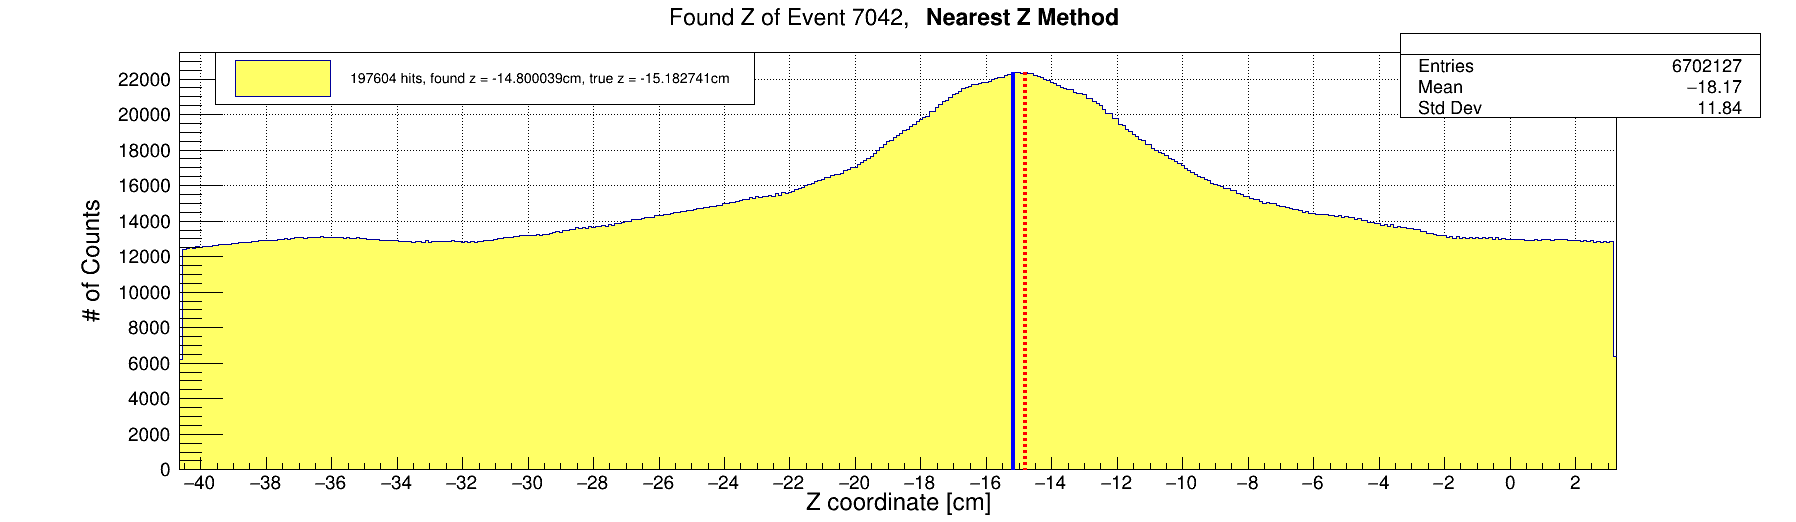 Found Z of Event 7042, Nearest Z Method
197604 hits, found z = -14.800039cm, true z = -15.182741cm
Entries 6702127
Mean −18.17
Std Dev 11.84
# of Counts
22000
20000
18000
16000
14000
12000
10000
8000
6000
4000
2000
0
−40 −38 −36 −34 −32 −30 −28 −26 −24 −22 −20 −18 −16 −14 −12 −10 −8 −6 −4 −2 0 2
Z coordinate [cm]